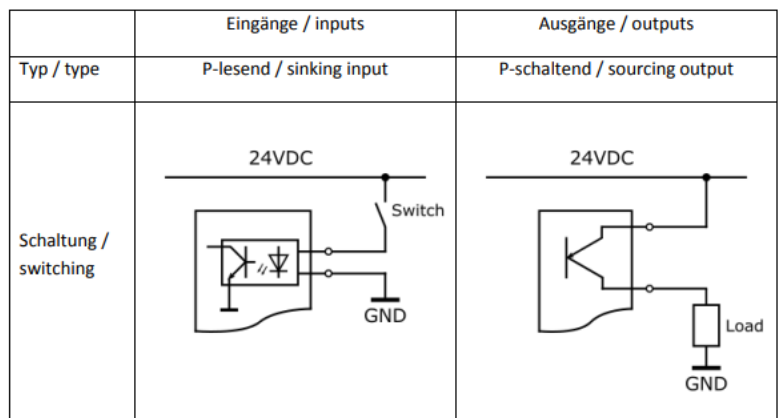 Eingänge / inputs
Ausgänge / outputs
Typ / type
P-lesend / sinking input
P-schaltend / sourcing output
Schaltung /
switching
24VDC
Switch
GND
24VDC
Load
GND